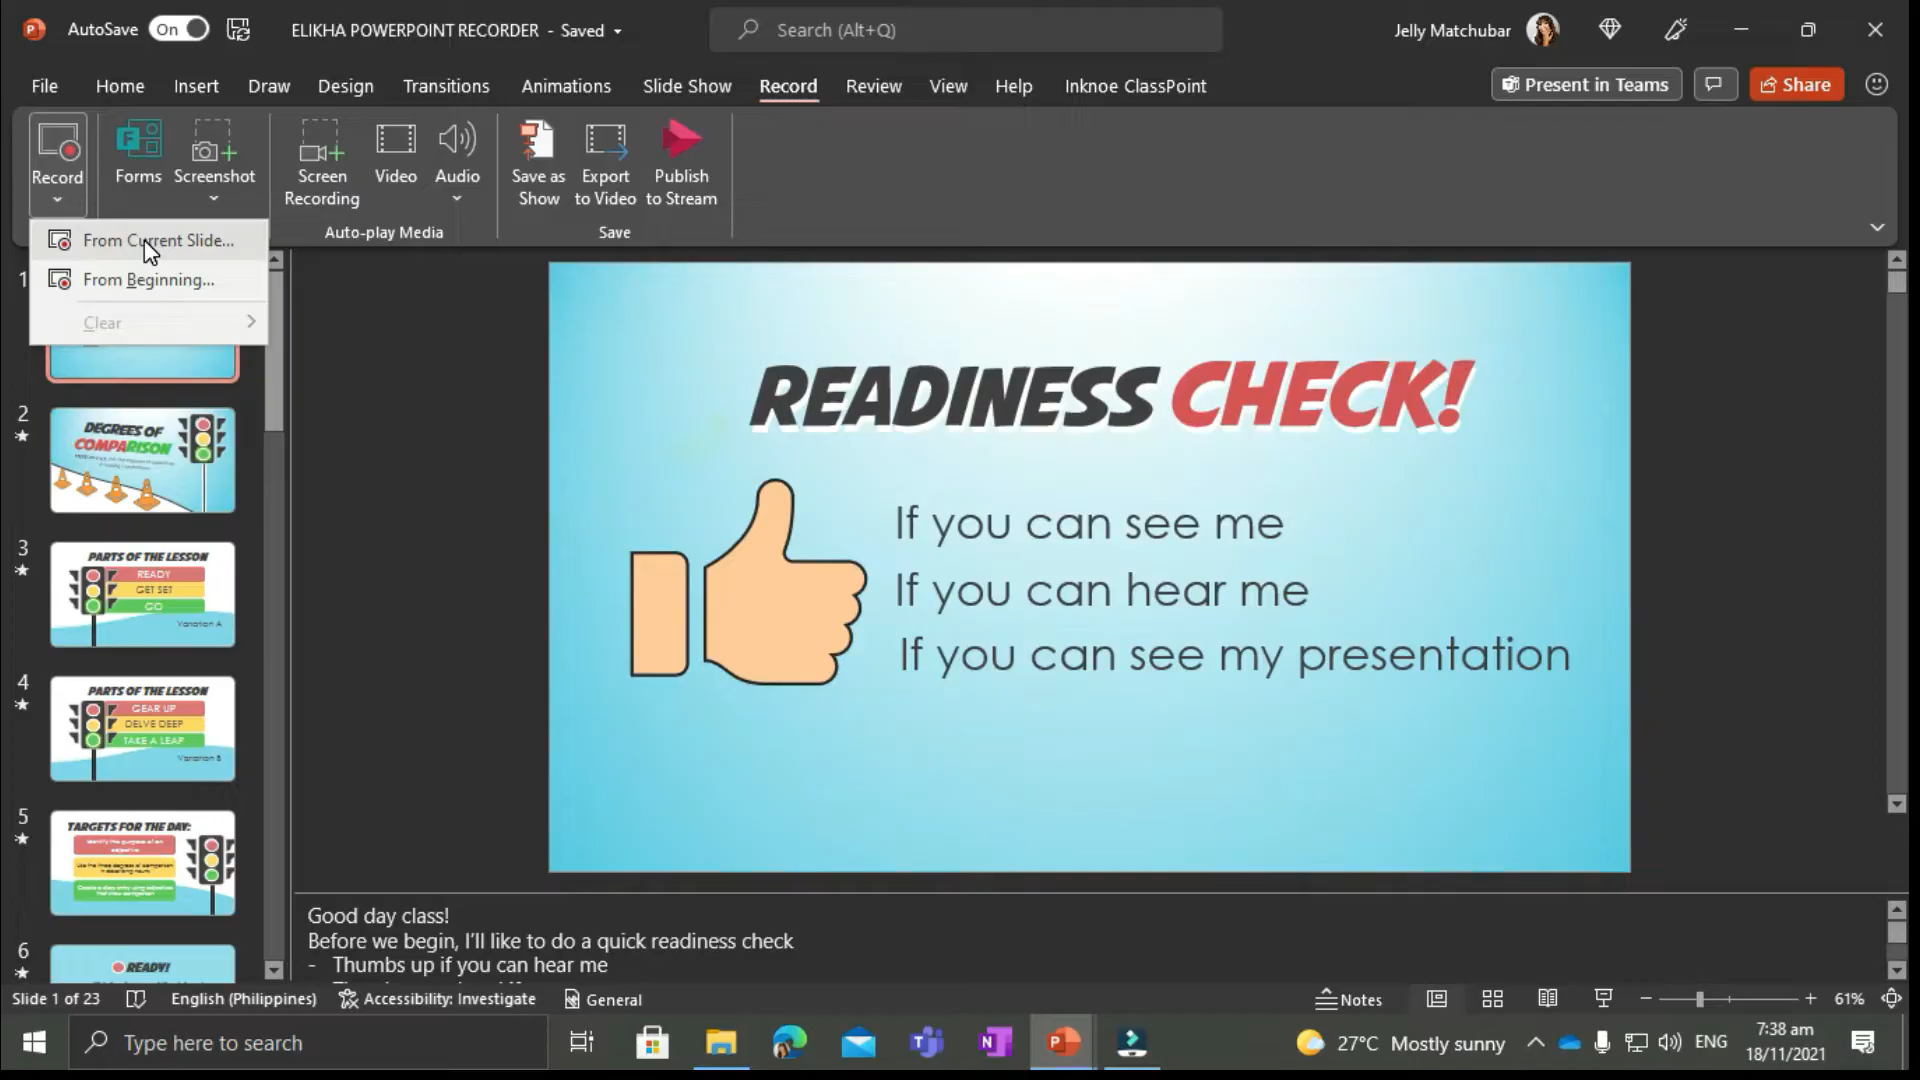 AutoSave On ELIKHA POWERPOINT RECORDER - Saved Search (Alt+Q) Jelly Matchubar
File Home Insert Draw Design Transitions Animations Slide Show Record Review View Help Inknoe ClassPoint Present in Teams Share
Record Forms Screenshot Screen Recording Video Audio Save as Show Export to Video Publish to Stream
Auto-play Media Save
From Current Slide...
From Beginning...
Clear
1
2
DEGREES OF
COMPARISON
3
PARTS OF THE LESSON
READY
GET SET
GO
Variation A
4
PARTS OF THE LESSON
GEAR UP
DELVE DEEP
TAKE A LEAP
Variation B
5
TARGETS FOR THE DAY:
6
READY!
READINESS CHECK!
If you can see me
If you can hear me
If you can see my presentation
Good day class!
Before we begin, I'll like to do a quick readiness check
- Thumbs up if you can hear me
Slide 1 of 23 English (Philippines) Accessibility: Investigate General Notes 61%
Type here to search 27°C Mostly sunny ENG 7:38 am
18/11/2021